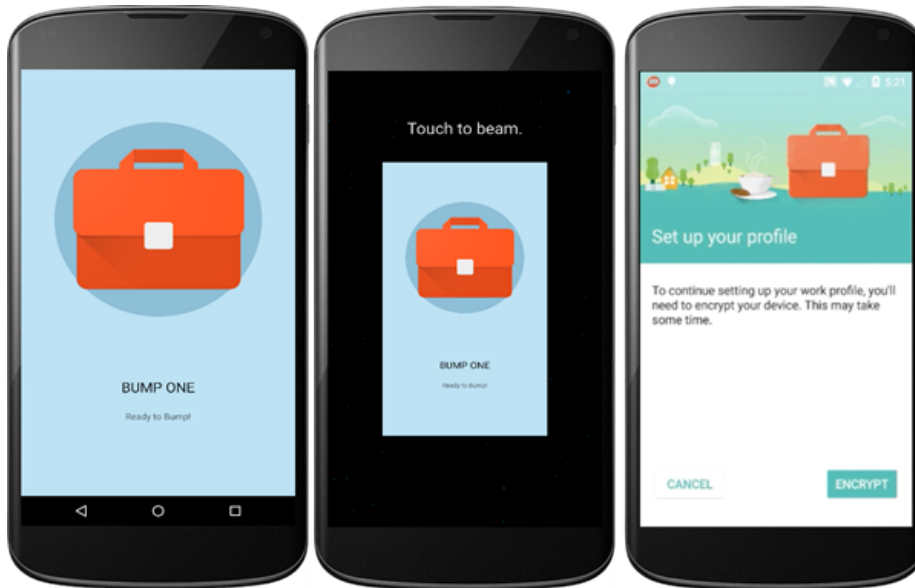 BUMP ONE
Ready to Bump!
Touch to beam.
BUMP ONE
Ready to Bump!
5:21
Set up your profile
To continue setting up your work profile, you'll
need to encrypt your device. This may take
some time.
CANCEL
ENCRYPT